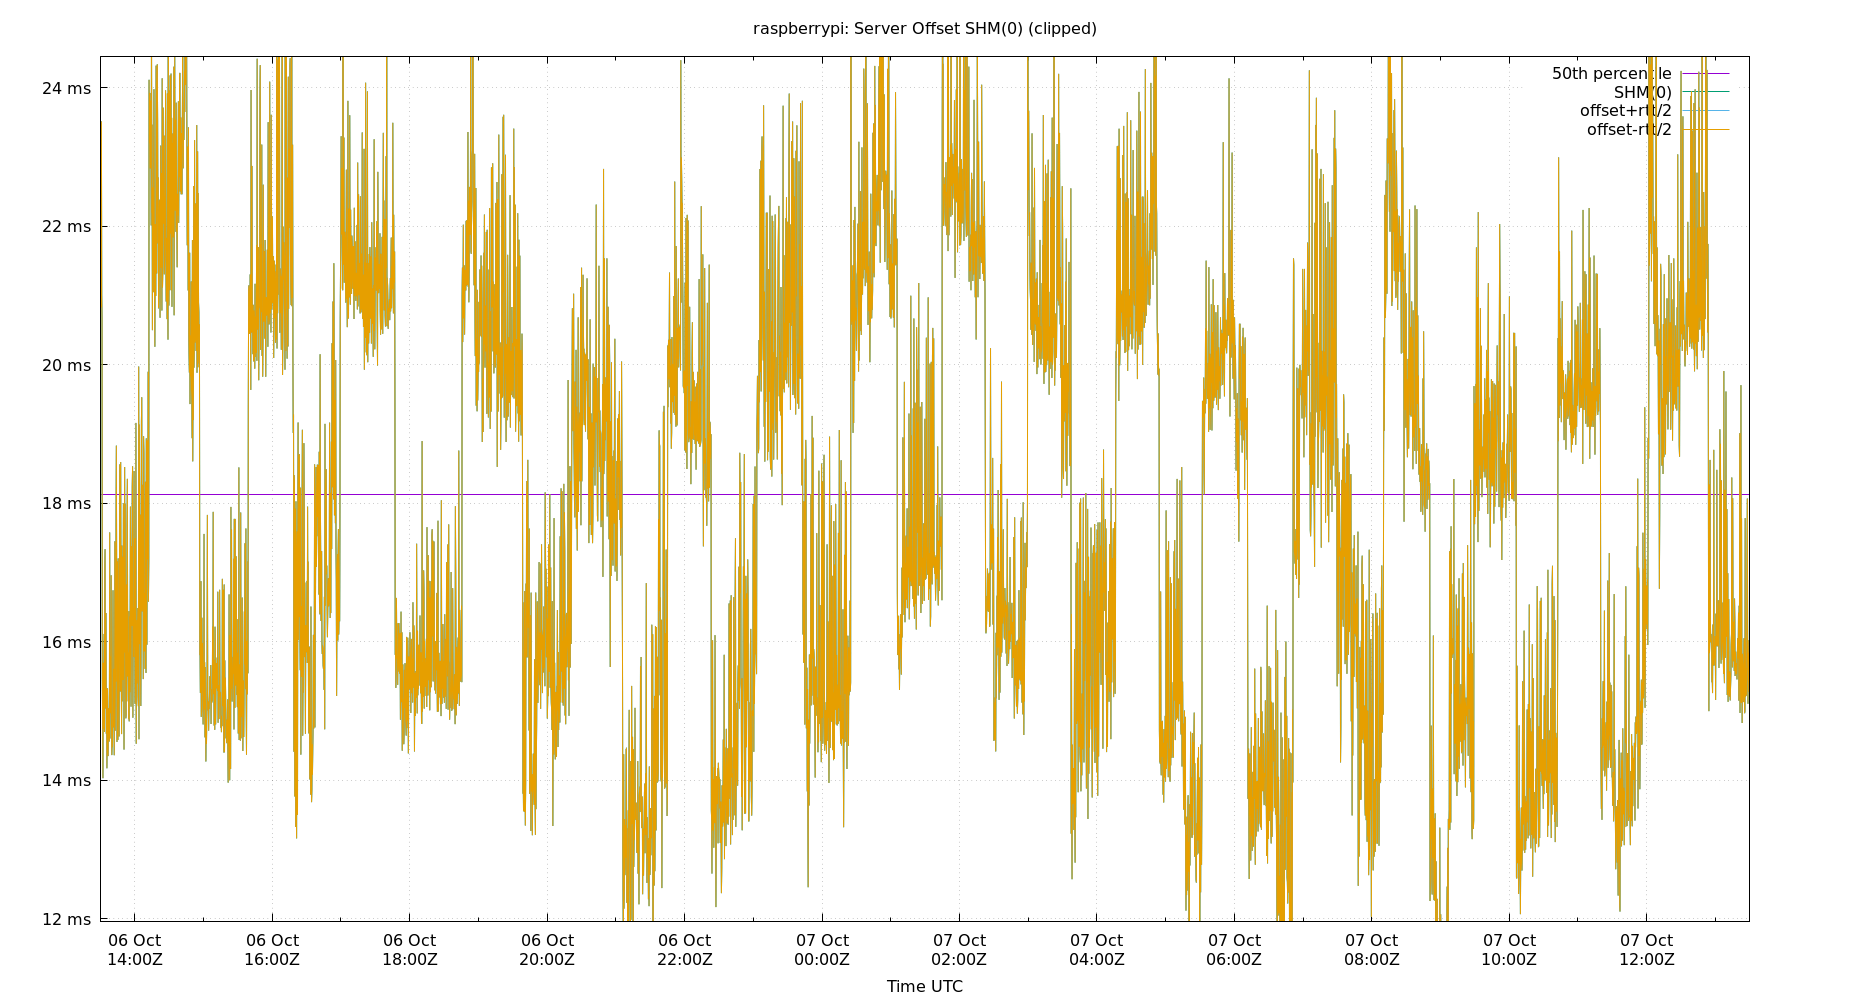 raspberrypi: Server Offset SHM(0) (clipped)
24 ms
22 ms
20 ms
18 ms
16 ms
14 ms
12 ms
50th percentile
SHM(0)
offset+rtt/2
offset-rtt/2
06 Oct 06 Oct 06 Oct 06 Oct 06 Oct 07 Oct 07 Oct 07 Oct 07 Oct 07 Oct 07 Oct 07 Oct
14:00Z 16:00Z 18:00Z 20:00Z 22:00Z 00:00Z 02:00Z 04:00Z 06:00Z 08:00Z 10:00Z 12:00Z
Time UTC